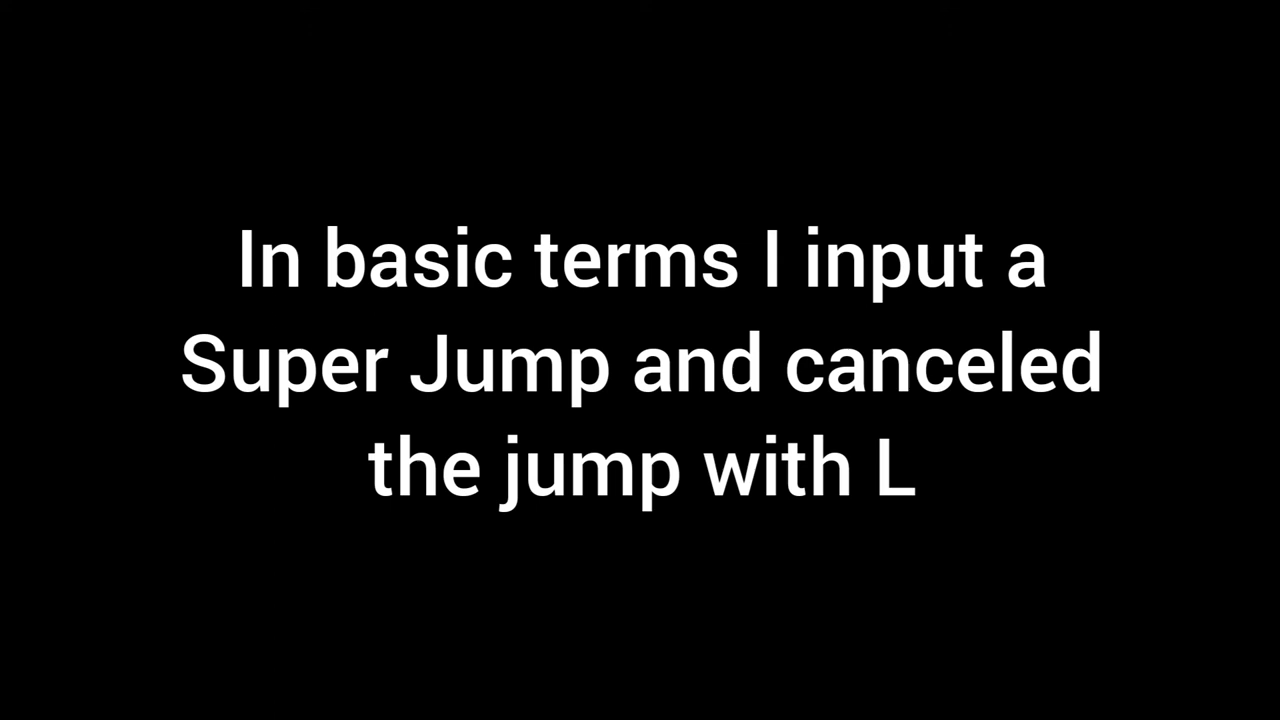 In basic terms I input a
Super Jump and canceled
the jump with L